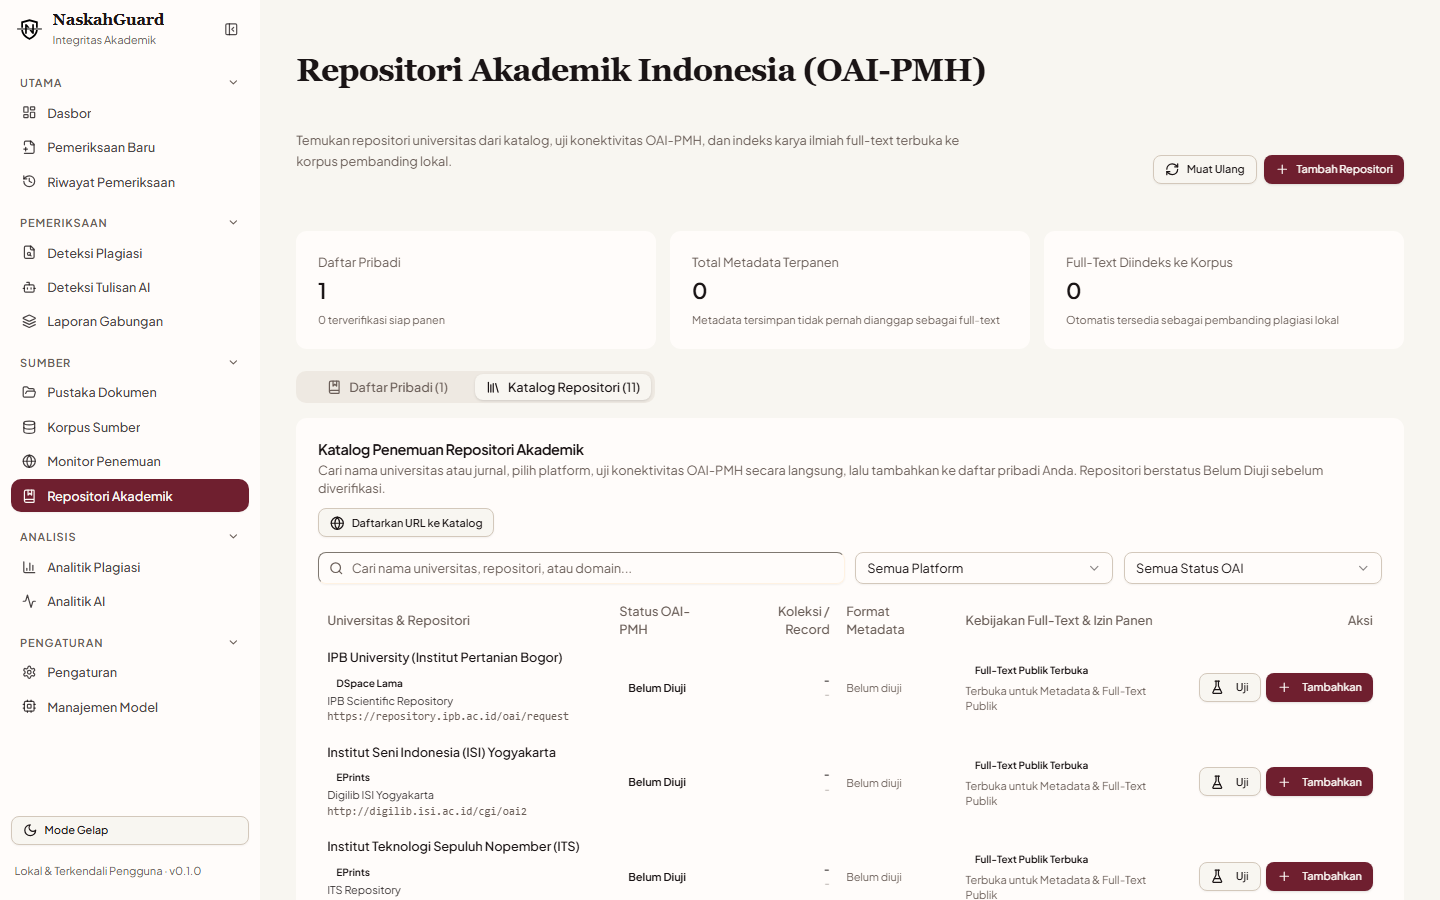 NaskahGuard
Integritas Akademik
UTAMA
Dasbor
Pemeriksaan Baru
Riwayat Pemeriksaan
PEMERIKSAAN
Deteksi Plagiasi
Deteksi Tulisan AI
Laporan Gabungan
SUMBER
Pustaka Dokumen
Korpus Sumber
Monitor Penemuan
Repositori Akademik
ANALISIS
Analitik Plagiasi
Analitik AI
PENGATURAN
Pengaturan
Manajemen Model
Mode Gelap
Lokal & Terkendali Pengguna · v0.1.0
Repositori Akademik Indonesia (OAI-PMH)
Temukan repositori universitas dari katalog, uji konektivitas OAI-PMH, dan indeks karya ilmiah full-text terbuka ke
korpus pembanding lokal.
Muat Ulang
Tambah Repositori
Daftar Pribadi
1
0 terverifikasi siap panen
Total Metadata Terpanen
0
Metadata tersimpan tidak pernah dianggap sebagai full-text
Full-Text Diindeks ke Korpus
0
Otomatis tersedia sebagai pembanding plagiasi lokal
Daftar Pribadi (1)
Katalog Repositori (11)
Katalog Penemuan Repositori Akademik
Cari nama universitas atau jurnal, pilih platform, uji konektivitas OAI-PMH secara langsung, lalu tambahkan ke daftar pribadi Anda. Repositori berstatus Belum Diuji sebelum
diverifikasi.
Daftarkan URL ke Katalog
Cari nama universitas, repositori, atau domain...
Semua Platform
Semua Status OAI
Universitas & Repositori
Status OAI-
PMH
Koleksi /
Record
Format
Metadata
Kebijakan Full-Text & Izin Panen
Aksi
IPB University (Institut Pertanian Bogor)
DSpace Lama
IPB Scientific Repository
https://repository.ipb.ac.id/oai/request
Belum Diuji
-
-
Belum diuji
Full-Text Publik Terbuka
Terbuka untuk Metadata & Full-Text
Publik
Uji
Tambahkan
Institut Seni Indonesia (ISI) Yogyakarta
EPrints
Digilib ISI Yogyakarta
http://digilib.isi.ac.id/cgi/oai2
Belum Diuji
-
-
Belum diuji
Full-Text Publik Terbuka
Terbuka untuk Metadata & Full-Text
Publik
Uji
Tambahkan
Institut Teknologi Sepuluh Nopember (ITS)
EPrints
ITS Repository
Belum Diuji
-
-
Belum diuji
Full-Text Publik Terbuka
Terbuka untuk Metadata & Full-Text
Publik
Uji
Tambahkan